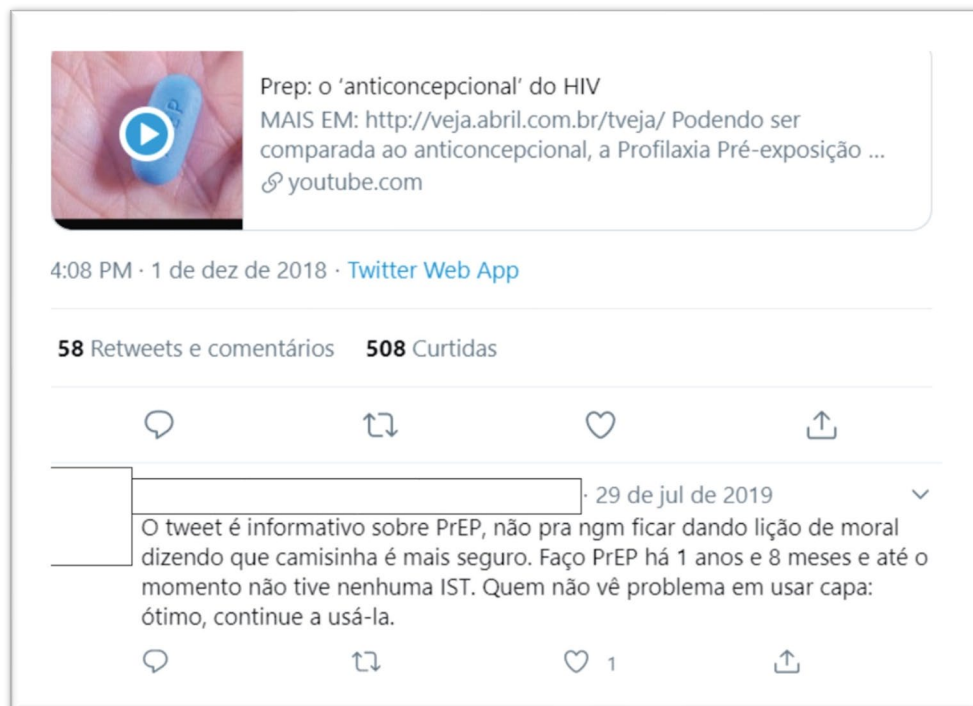 Prep: o ‘anticoncepcional’ do HIV
MAIS EM: http://veja.abril.com.br/tveja/ Podendo ser
comparada ao anticoncepcional, a Profilaxia Pré-exposição ...
youtube.com
4:08 PM · 1 de dez de 2018 · Twitter Web App
58 Retweets e comentários 508 Curtidas
· 29 de jul de 2019
O tweet é informativo sobre PrEP, não pra ngm ficar dando lição de moral
dizendo que camisinha é mais seguro. Faço PrEP há 1 anos e 8 meses e até o
momento não tive nenhuma IST. Quem não vê problema em usar capa:
ótimo, continue a usá-la.
1